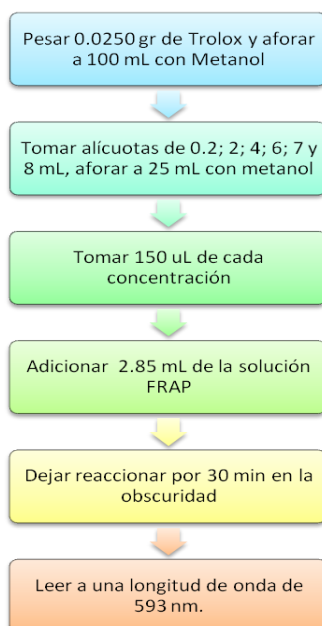 Pesar 0.0250 gr de Trolox y aforar
a 100 mL con Metanol
Tomar alícuotas de 0.2; 2; 4; 6; 7 y
8 mL, aforar a 25 mL con metanol
Tomar 150 uL de cada
concentración
Adicionar  2.85 mL de la solución
FRAP
Dejar reaccionar por 30 min en la
obscuridad
Leer a una longitud de onda de
593 nm.